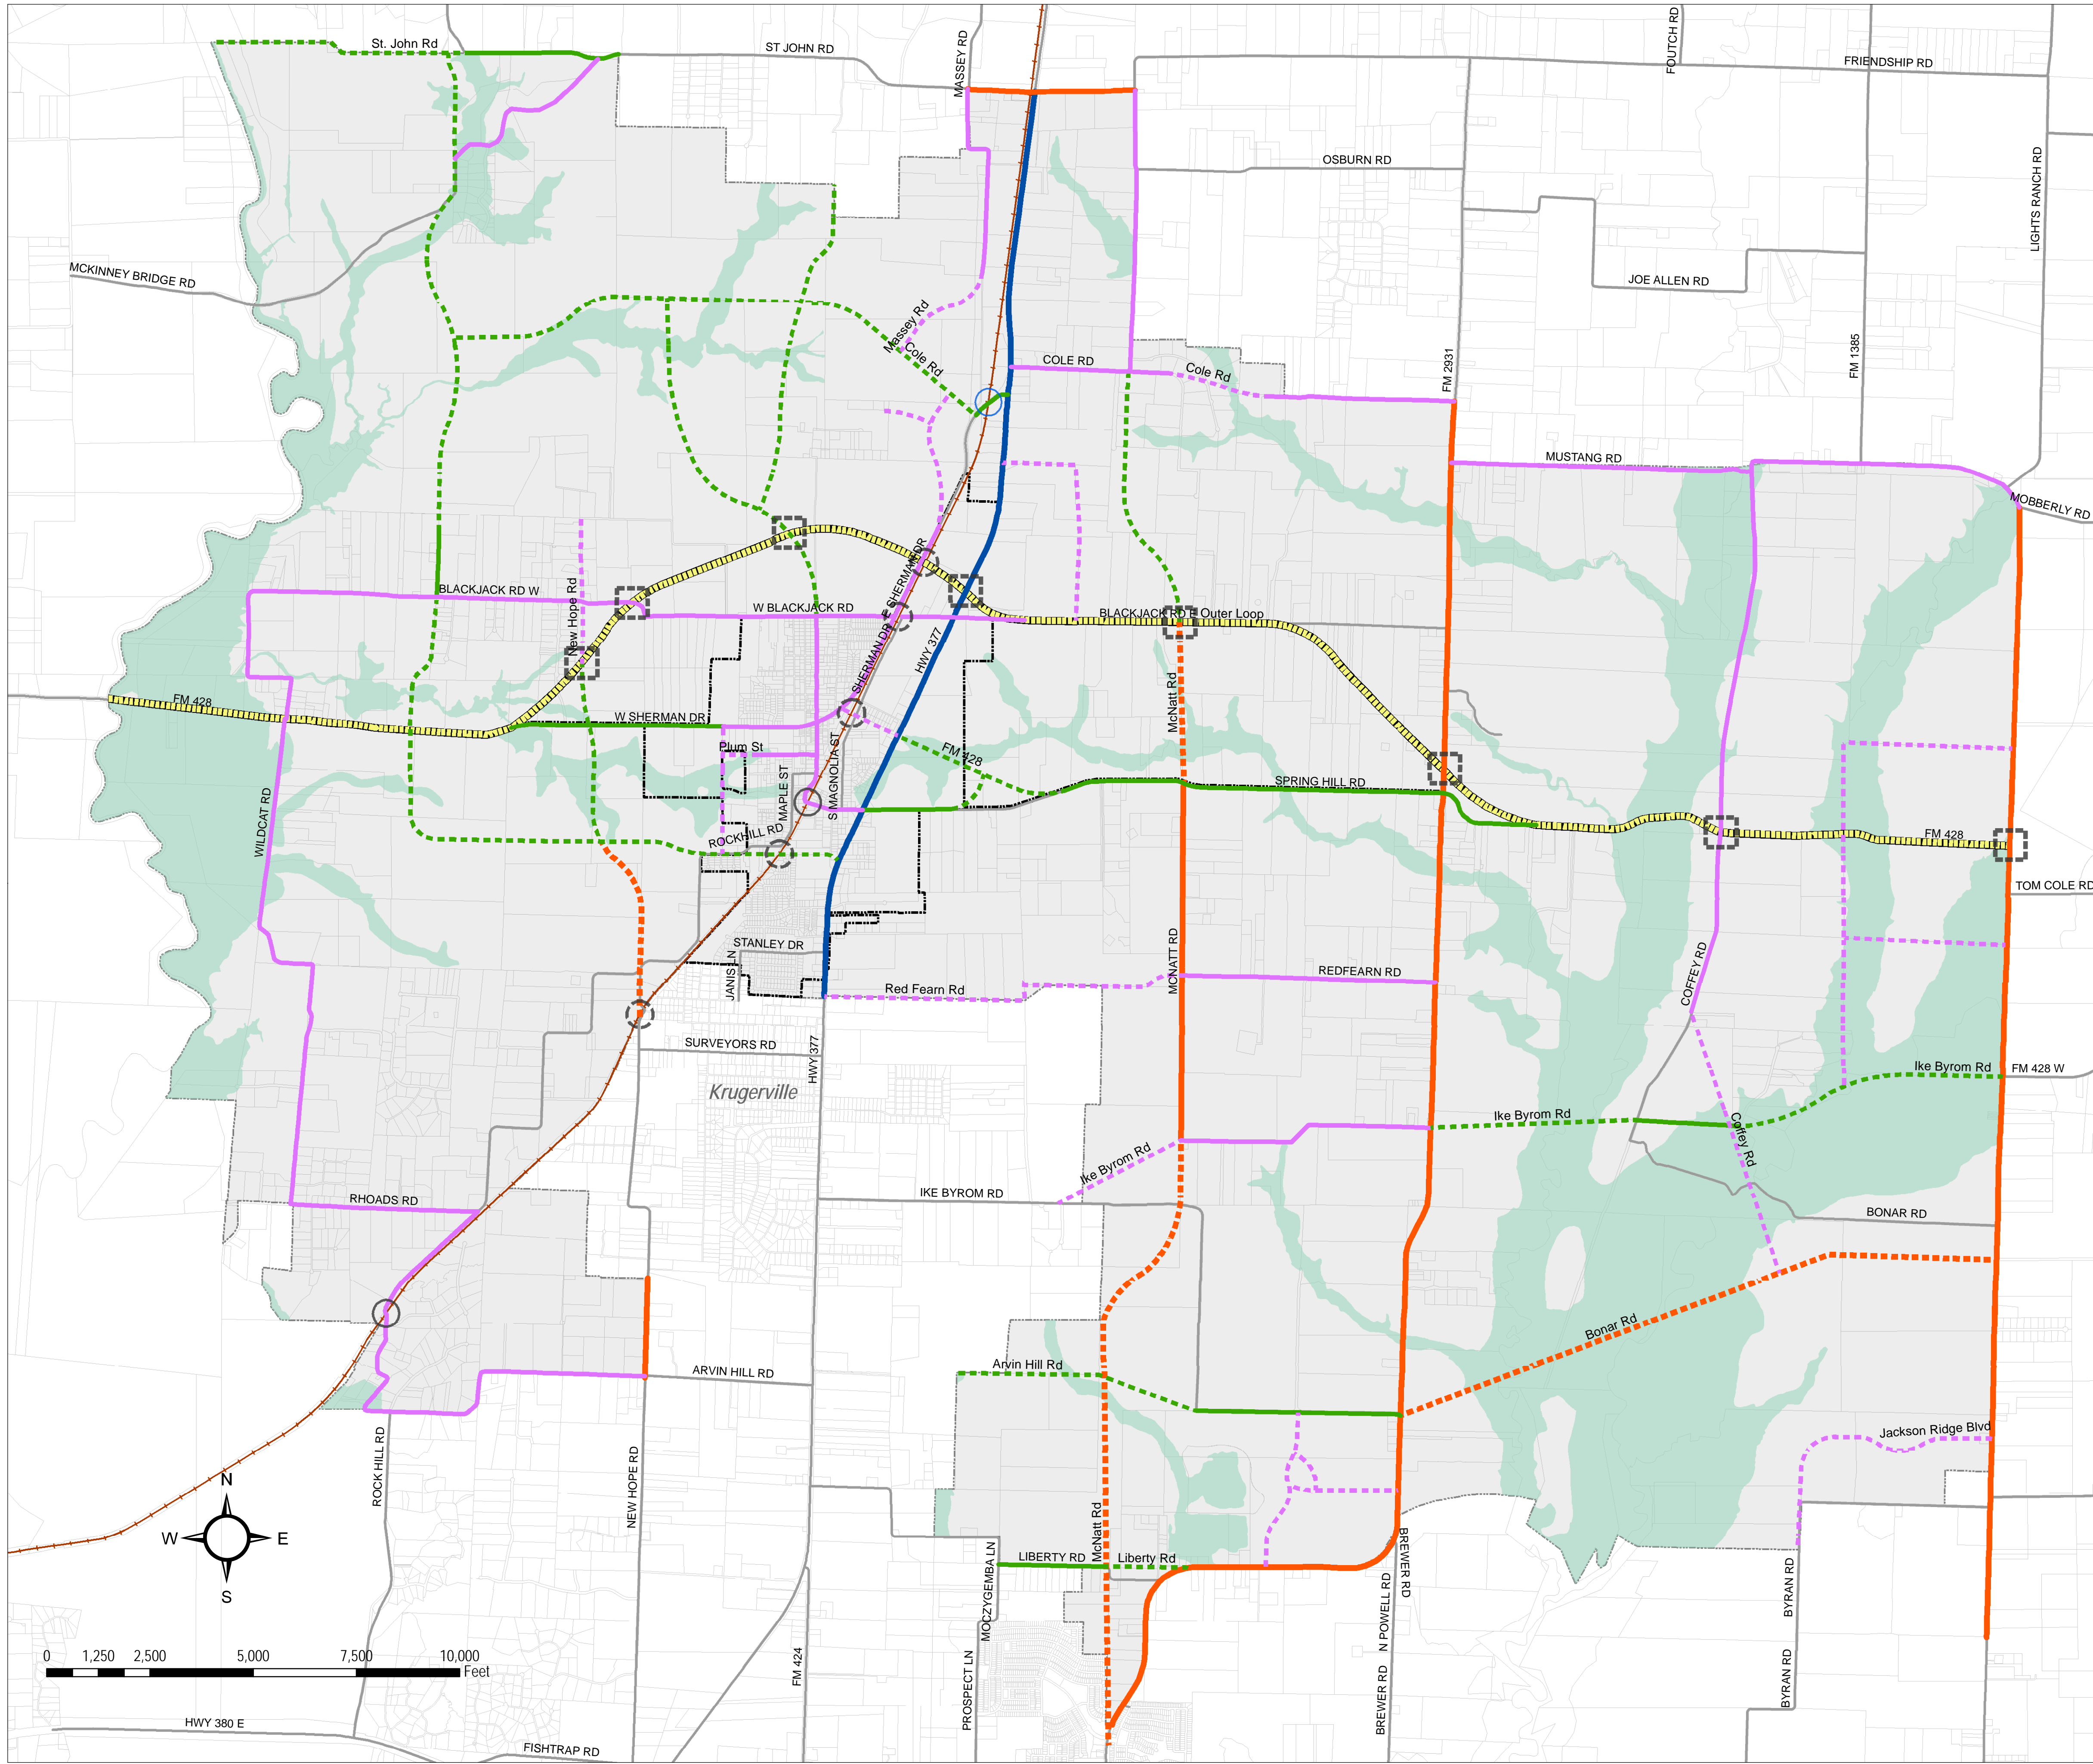 St. John Rd
ST JOHN RD
MASSEY RD
FOUTCH RD
FRIENDSHIP RD
OSBURN RD
LIGHTS RANCH RD
MCKINNEY BRIDGE RD
JOE ALLEN RD
Massey Rd
Cole Rd
COLE RD
Cole Rd
FM 2931
FM 1385
MUSTANG RD
MOBBERLY RD
BLACKJACK RD W
New Hope Rd
W BLACKJACK RD
E SHERMAN DR
SHERMAN DR
HWY 377
BLACKJACK RD E
Outer Loop
FM 428
W SHERMAN DR
Plum St
McNatt Rd
FM 428
SPRING HILL RD
MAPLE ST
S MAGNOLIA ST
ROCKHILL RD
WILDCAT RD
FM 428
TOM COLE RD
STANLEY DR
JANIS LN
Red Fearn Rd
MCNATT RD
REDFEARN RD
COFFEY RD
SURVEYORS RD
HWY 377
Krugerville
Ike Byrom Rd
FM 428 W
Ike Byrom Rd
Coffey Rd
Ike Byrom Rd
RHOADS RD
IKE BYROM RD
BONAR RD
Bonar Rd
ARVIN HILL RD
Arvin Hill Rd
Jackson Ridge Blvd
ROCK HILL RD
NEW HOPE RD
McNatt Rd
LIBERTY RD
Liberty Rd
MOCZYGEMBA LN
BREWER RD
N POWELL RD
BYRAN RD
N
W
E
S
0
1,250
2,500
5,000
7,500
10,000
Feet
FM 424
PROSPECT LN
BREWER RD
BYRAN RD
HWY 380 E
FISHTRAP RD